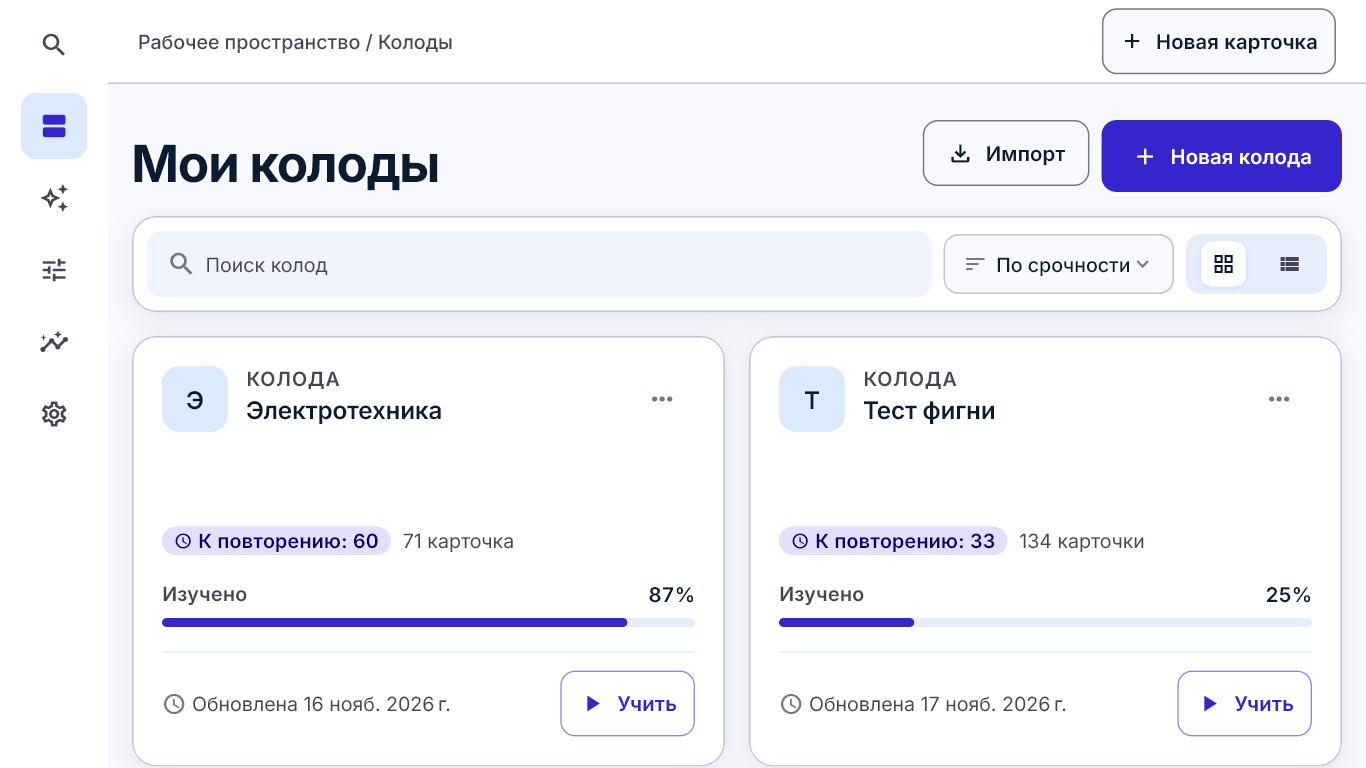 Рабочее пространство / Колоды
Новая карточка
Мои колоды
Импорт
Новая колода
Поиск колод
По срочности
Э
КОЛОДА
Электротехника
К повторению: 60
71 карточка
Изучено
87%
Обновлена 16 нояб. 2026 г.
Учить
Т
КОЛОДА
Тест фигни
К повторению: 33
134 карточки
Изучено
25%
Обновлена 17 нояб. 2026 г.
Учить